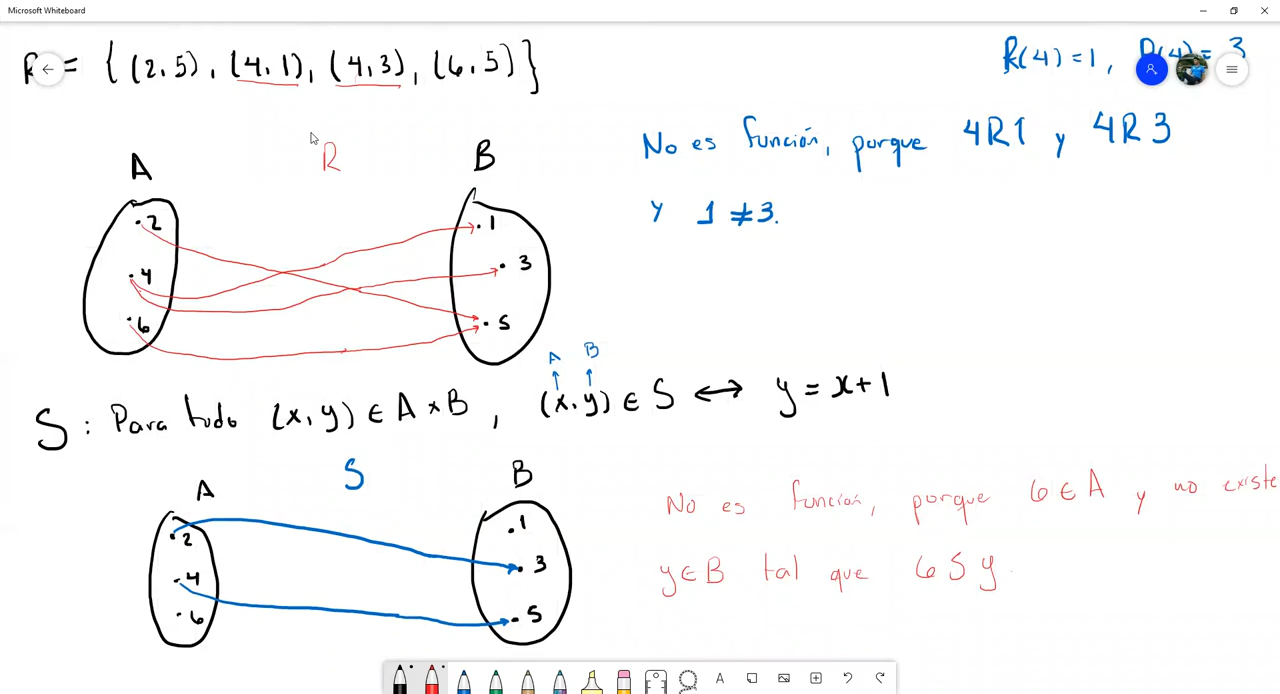 Microsoft Whiteboard
R = {(2,5), (4,1), (4,3), (6,5)}
R(4)=1, R(4)= 3
No es función, porque 4R1 y 4R3
y 1 ≠ 3.
A R B
.2 .1
.4 .3
.6 .5
A B
S : Para todo (x,y) ∈ A×B, (x,y) ∈ S ↔ y = x+1
A S B
.2 .1
.4 .3
.6 .5
No es función, porque 6 ∈ A y no existe
y∈B tal que 6 S y.
A